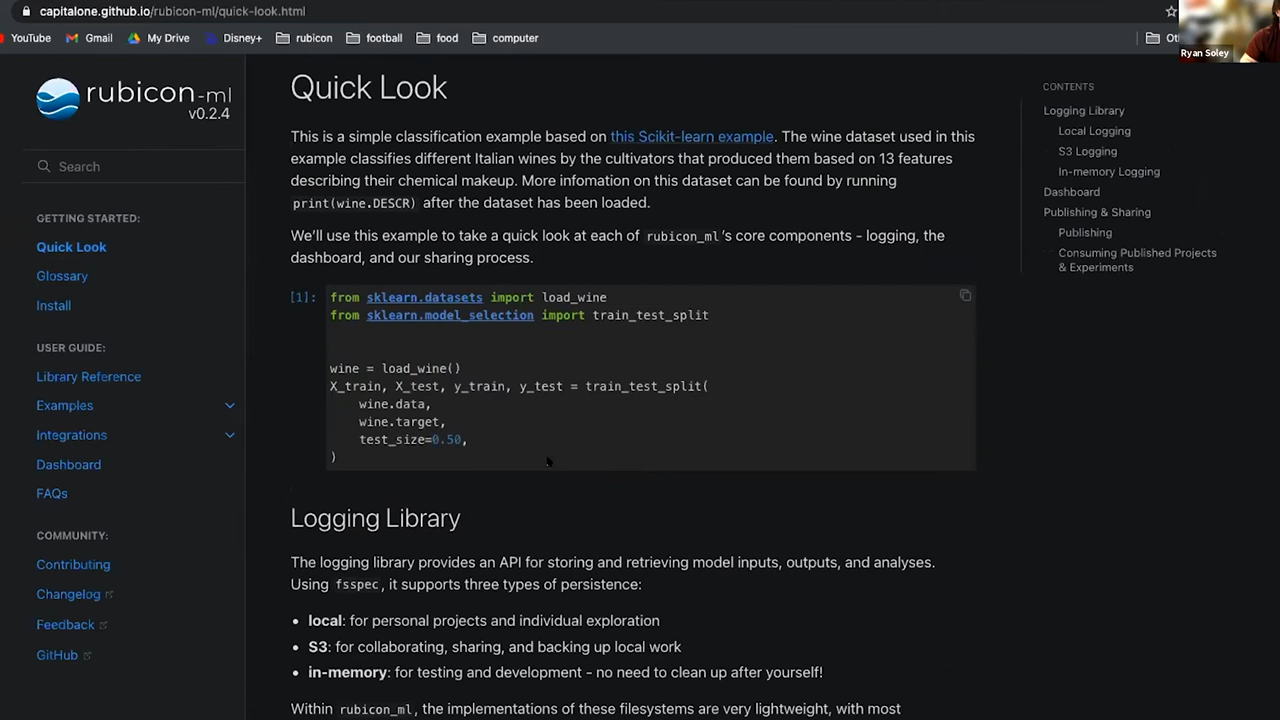 capitalone.github.io/rubicon-ml/quick-look.html
YouTube Gmail My Drive Disney+ rubicon football food computer
Ryan Soley
rubicon-ml
v0.2.4
Search
GETTING STARTED:
Quick Look
Glossary
Install
USER GUIDE:
Library Reference
Examples
Integrations
Dashboard
FAQs
COMMUNITY:
Contributing
Changelog
Feedback
GitHub
Quick Look
This is a simple classification example based on this Scikit-learn example. The wine dataset used in this
example classifies different Italian wines by the cultivators that produced them based on 13 features
describing their chemical makeup. More infomation on this dataset can be found by running
print(wine.DESCR) after the dataset has been loaded.
We'll use this example to take a quick look at each of rubicon_ml's core components - logging, the
dashboard, and our sharing process.
[1]: from sklearn.datasets import load_wine
from sklearn.model_selection import train_test_split
wine = load_wine()
X_train, X_test, y_train, y_test = train_test_split(
wine.data,
wine.target,
test_size=0.50,
)
Logging Library
The logging library provides an API for storing and retrieving model inputs, outputs, and analyses.
Using fsspec, it supports three types of persistence:
• local: for personal projects and individual exploration
• S3: for collaborating, sharing, and backing up local work
• in-memory: for testing and development - no need to clean up after yourself!
Within rubicon_ml, the implementations of these filesystems are very lightweight, with most
CONTENTS
Logging Library
Local Logging
S3 Logging
In-memory Logging
Dashboard
Publishing & Sharing
Publishing
Consuming Published Projects
& Experiments